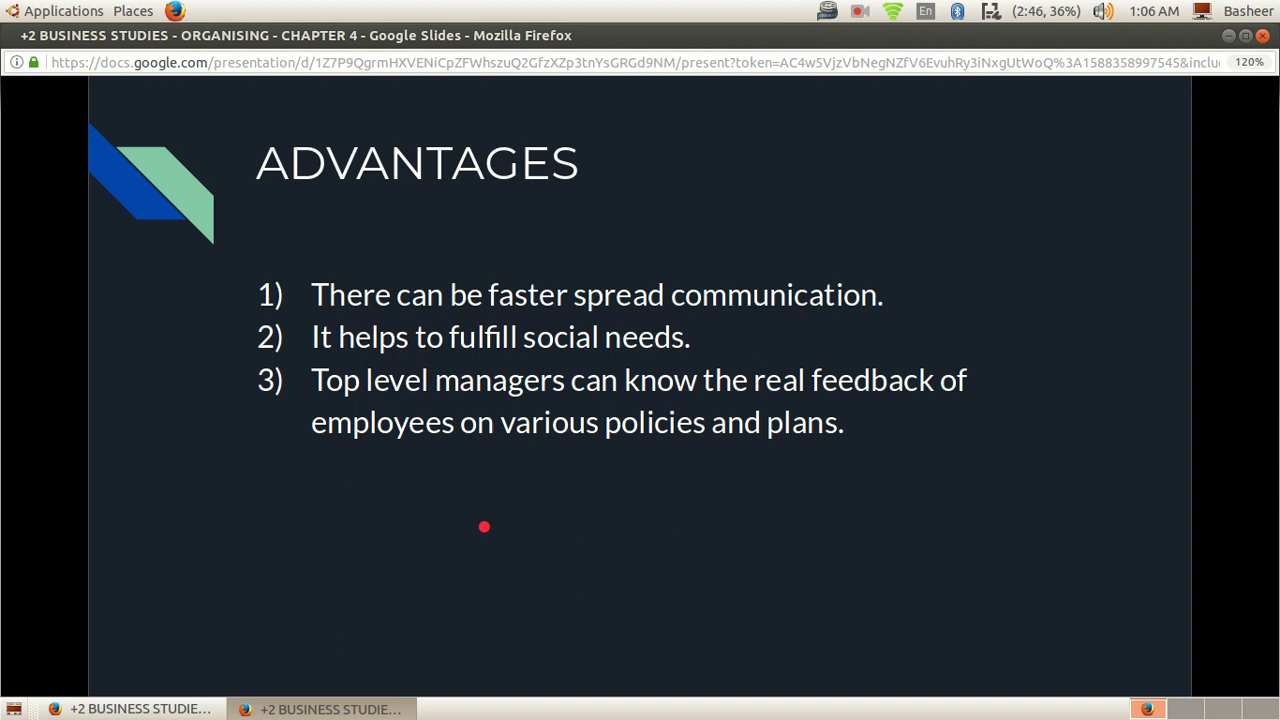 Applications Places En (2:46, 36%) 1:06 AM Basheer
+2 BUSINESS STUDIES - ORGANISING - CHAPTER 4 - Google Slides - Mozilla Firefox
https://docs.google.com/presentation/d/1Z7P9QgrmHXVENiCpZFWhszuQ2GfzXZp3tnYsGRGd9NM/present?token=AC4w5VjzVbNegNZfV6EvuhRy3iNxgUtWoQ%3A1588358997545&inclu 120%
ADVANTAGES
1) There can be faster spread communication.
2) It helps to fulfill social needs.
3) Top level managers can know the real feedback of
employees on various policies and plans.
+2 BUSINESS STUDIE... +2 BUSINESS STUDIE...